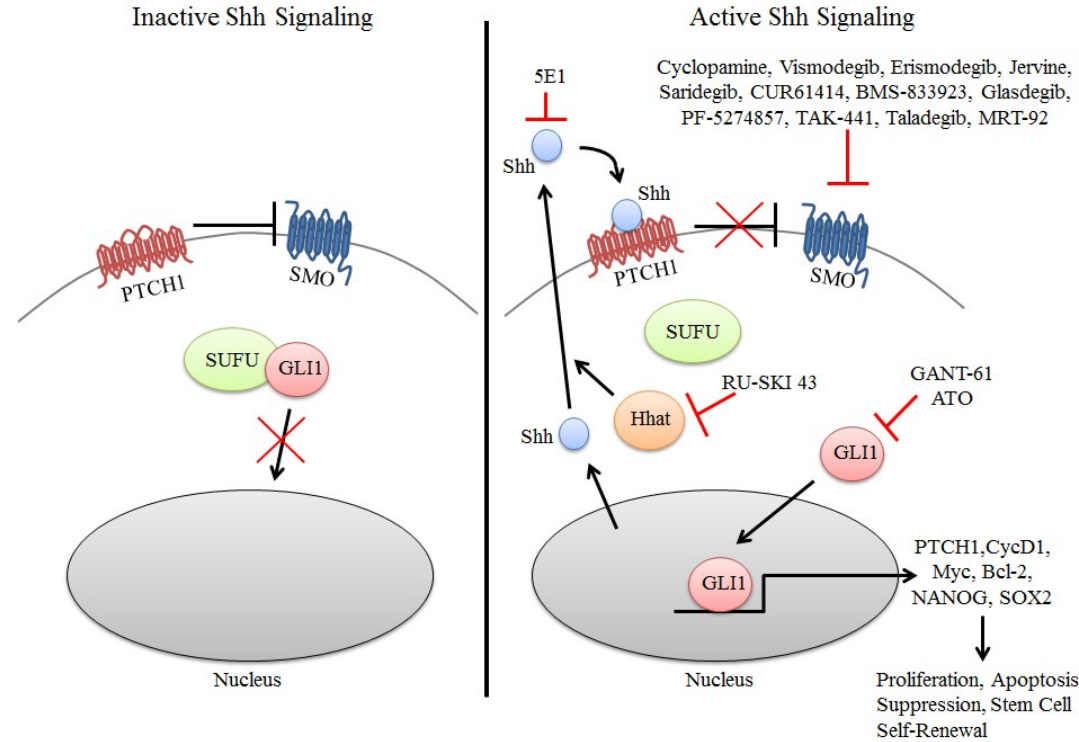 Inactive Shh Signaling
PTCH1
SMO
SUFU
GLI1
Nucleus
Active Shh Signaling
5E1
Cyclopamine, Vismodegib, Erismodegib, Jervine,
Saridegib, CUR61414, BMS-833923, Glasdegib,
PF-5274857, TAK-441, Taladegib, MRT-92
Shh
Shh
PTCH1
SMO
SUFU
RU-SKI 43
GANT-61
ATO
Hhat
Shh
GLI1
GLI1
PTCH1,CycD1,
Myc, Bcl-2,
NANOG, SOX2
Nucleus
Proliferation, Apoptosis
Suppression, Stem Cell
Self-Renewal